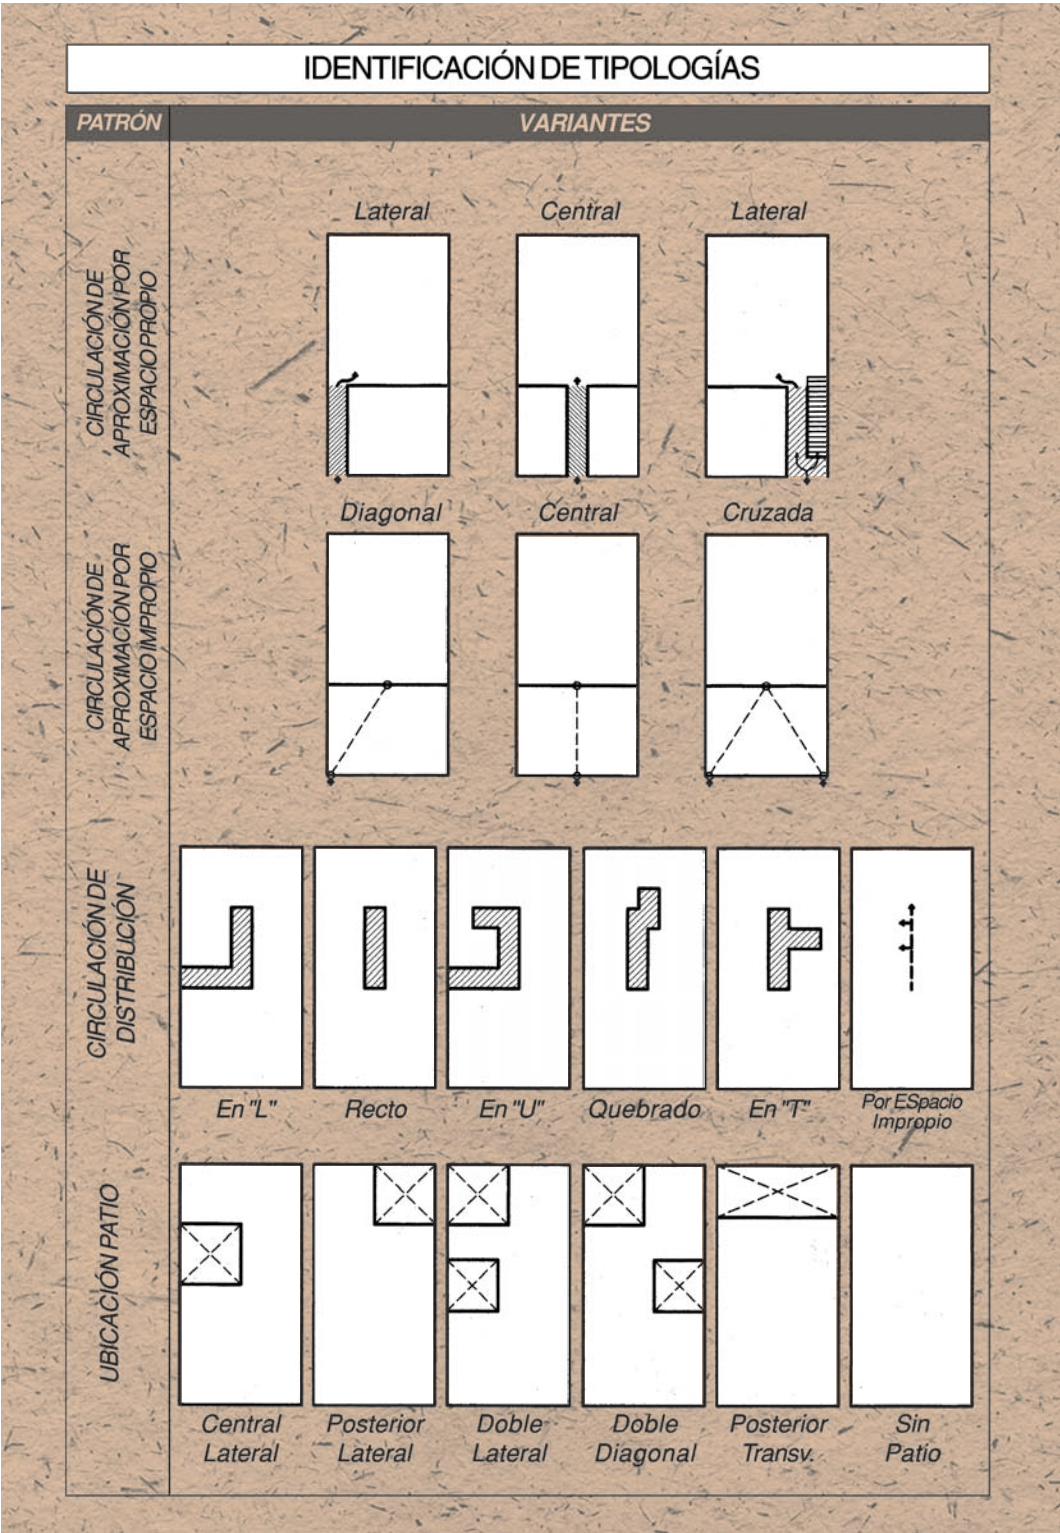 IDENTIFICACIÓN DE TIPOLOGÍAS
PATRÓN
VARIANTES
CIRCULACIÓN DE
APROXIMACIÓN POR
ESPACIO PROPIO
Lateral
Central
Lateral
CIRCULACIÓN DE
APROXIMACIÓN POR
ESPACIO IMPROPIO
Diagonal
Central
Cruzada
CIRCULACIÓN DE
DISTRIBUCIÓN
En "L"
Recto
En "U"
Quebrado
En "T"
Por ESpacio
Impropio
UBICACIÓN PATIO
Central
Lateral
Posterior
Lateral
Doble
Lateral
Doble
Diagonal
Posterior
Transv.
Sin
Patio